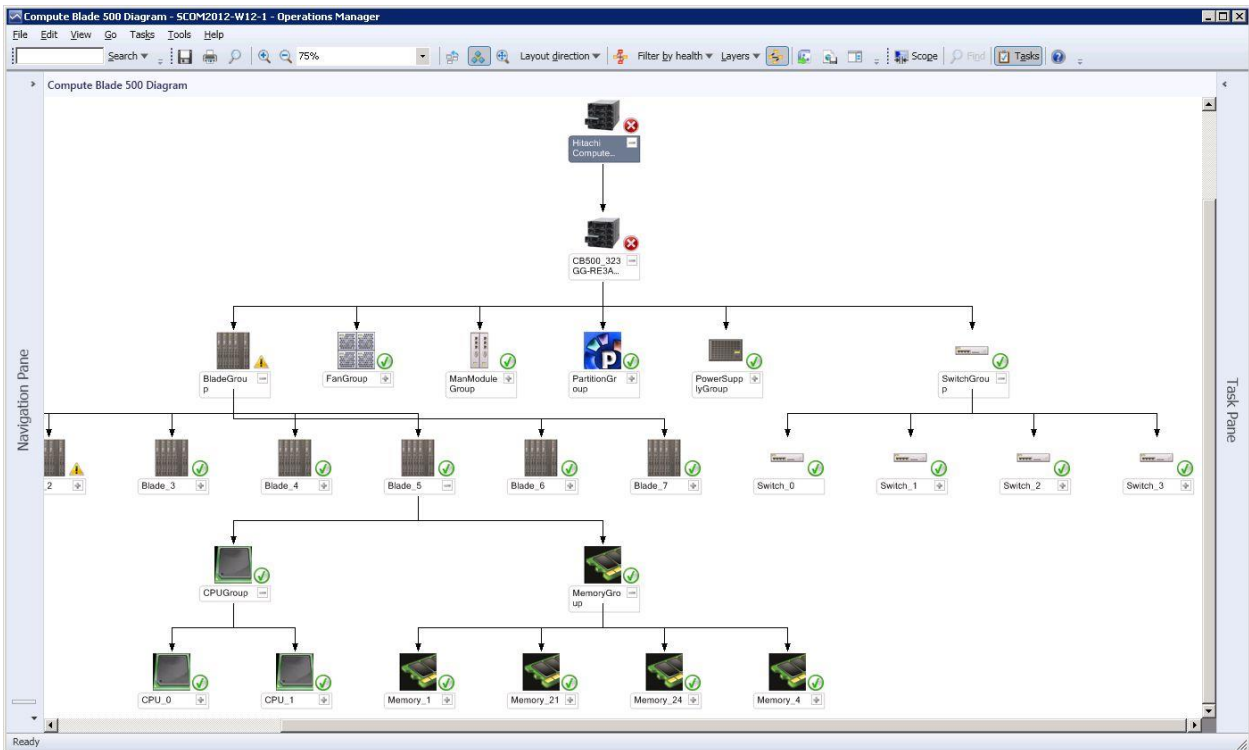 Compute Blade 500 Diagram - SCOM2012-W12-1 - Operations Manager
File Edit View Go Tasks Tools Help
Search 75% Layout direction Filter by health Layers Scope Find Tasks
Compute Blade 500 Diagram
Navigation Pane
Task Pane
Hitachi
Compute...
CB500_323
GG-RE3A...
BladeGrou
p
FanGroup
ManModule
Group
PartitionGr
oup
PowerSupp
lyGroup
SwitchGrou
p
_2
Blade_3
Blade_4
Blade_5
Blade_6
Blade_7
Switch_0
Switch_1
Switch_2
Switch_3
CPUGroup
MemoryGro
up
CPU_0
CPU_1
Memory_1
Memory_21
Memory_24
Memory_4
Ready